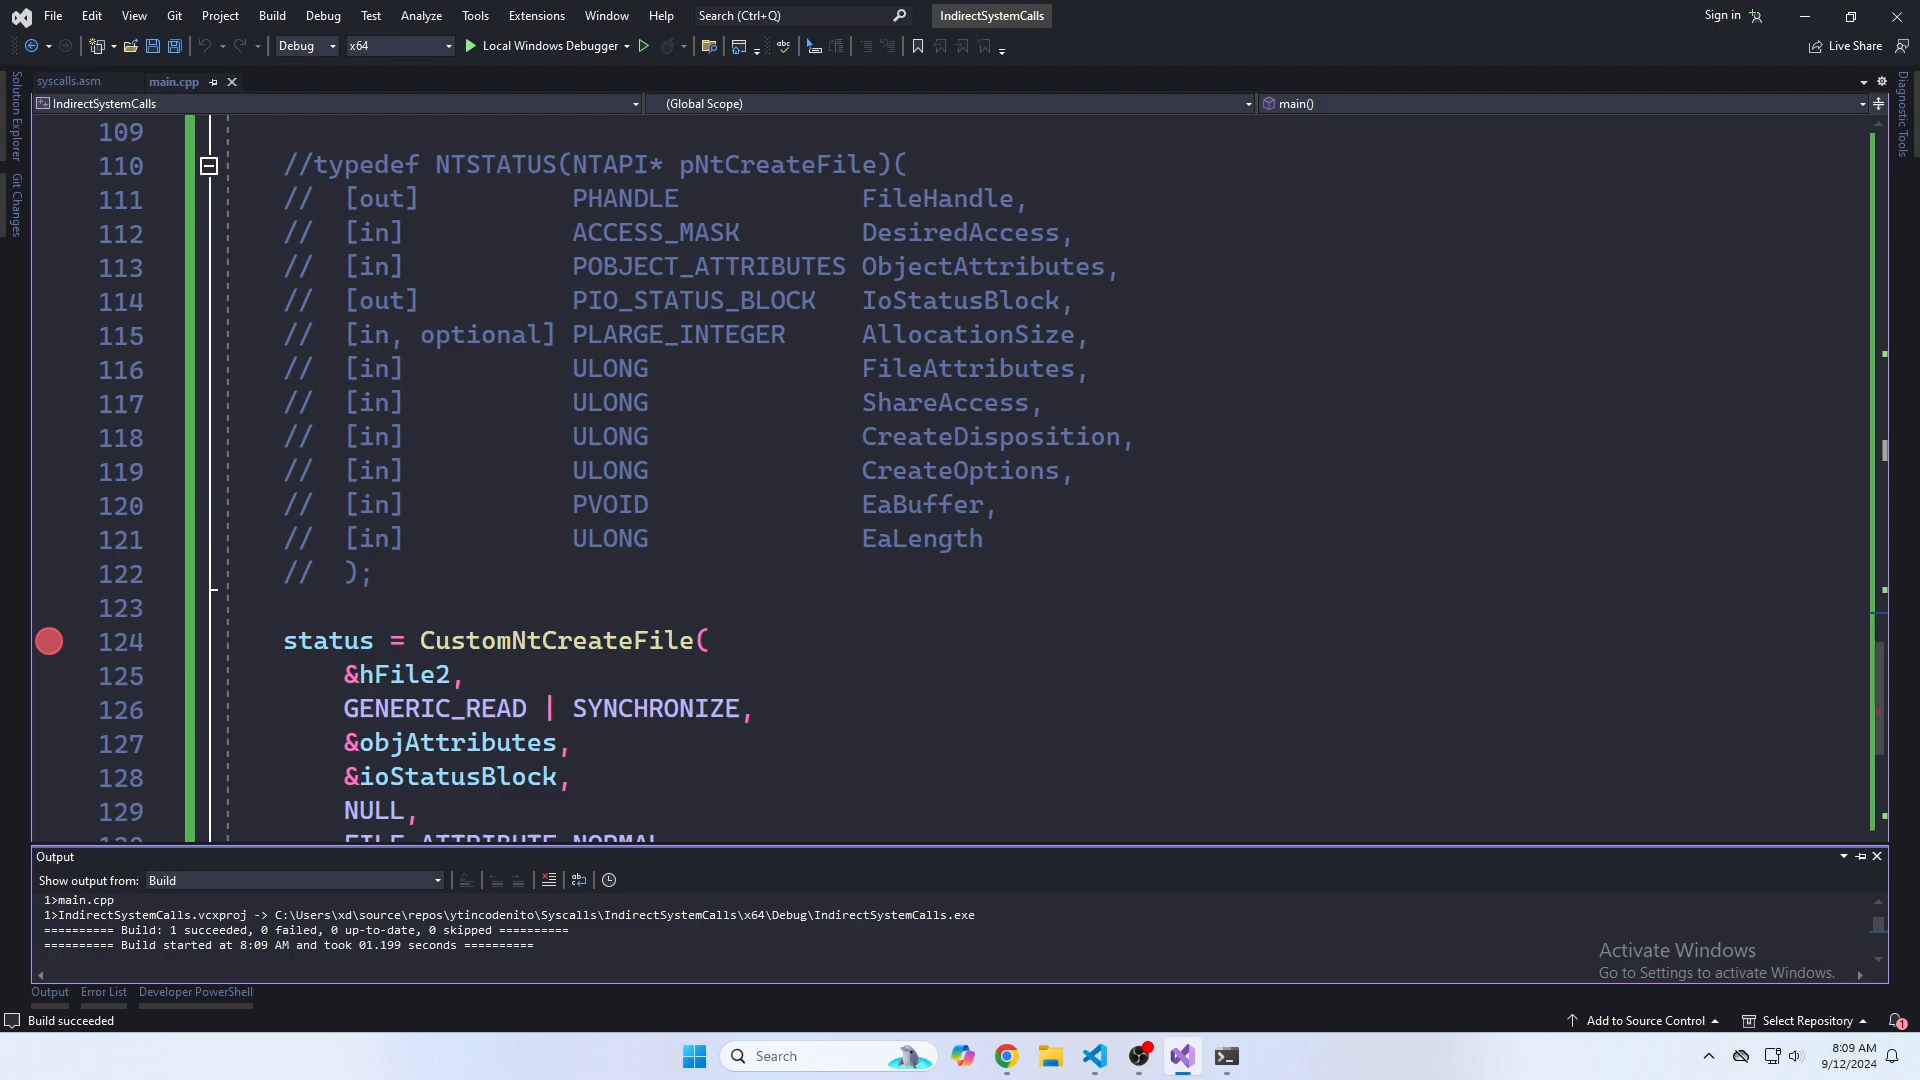 File Edit View Git Project Build Debug Test Analyze Tools Extensions Window Help Search (Ctrl+Q) IndirectSystemCalls Sign in
Debug x64 Local Windows Debugger Live Share
syscalls.asm main.cpp
IndirectSystemCalls (Global Scope) main()
Solution Explorer
Git Changes
Diagnostic Tools
109
110 //typedef NTSTATUS(NTAPI* pNtCreateFile)(
111 // [out] PHANDLE FileHandle,
112 // [in] ACCESS_MASK DesiredAccess,
113 // [in] POBJECT_ATTRIBUTES ObjectAttributes,
114 // [out] PIO_STATUS_BLOCK IoStatusBlock,
115 // [in, optional] PLARGE_INTEGER AllocationSize,
116 // [in] ULONG FileAttributes,
117 // [in] ULONG ShareAccess,
118 // [in] ULONG CreateDisposition,
119 // [in] ULONG CreateOptions,
120 // [in] PVOID EaBuffer,
121 // [in] ULONG EaLength
122 // );
123
124 status = CustomNtCreateFile(
125 &hFile2,
126 GENERIC_READ | SYNCHRONIZE,
127 &objAttributes,
128 &ioStatusBlock,
129 NULL,
130 FILE_ATTRIBUTE_NORMAL
Output
Show output from: Build
1>main.cpp
1>IndirectSystemCalls.vcxproj -> C:\Users\xd\source\repos\ytincodenito\Syscalls\IndirectSystemCalls\x64\Debug\IndirectSystemCalls.exe
========== Build: 1 succeeded, 0 failed, 0 up-to-date, 0 skipped ==========
========== Build started at 8:09 AM and took 01.199 seconds ==========
Activate Windows
Go to Settings to activate Windows.
Output Error List Developer PowerShell
Build succeeded Add to Source Control Select Repository 1
Search 8:09 AM
9/12/2024